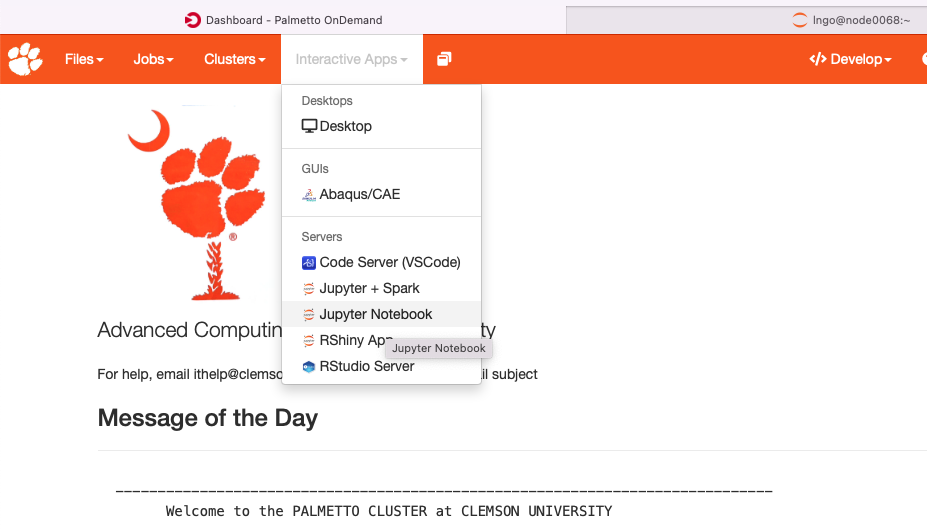 Dashboard - Palmetto OnDemand
lngo@node0068:~
Files Jobs Clusters Interactive Apps </> Develop
Desktops
Desktop
GUIs
Abaqus/CAE
Servers
Code Server (VSCode)
Jupyter + Spark
Jupyter Notebook
RShiny App
Jupyter Notebook
RStudio Server
®
Advanced Computin ty
For help, email ithelp@clemso il subject
Message of the Day
------------------------------------------------------------------------------
Welcome to the PALMETTO CLUSTER at CLEMSON UNIVERSITY